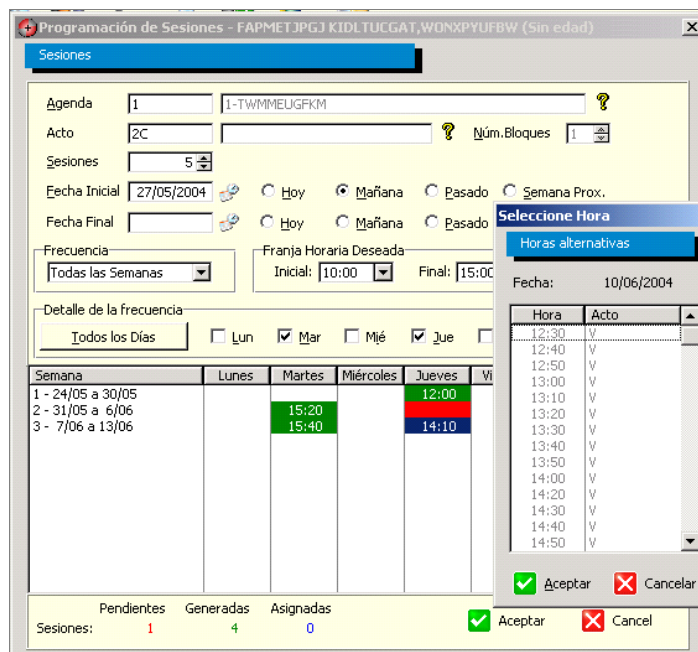 Programación de Sesiones - FAPMETJPGJ KIDLTUCGAT,WONXPYUFBW (Sin edad)
Sesiones
Agenda 1 1-TWMMEUGFKM
Acto 2C Núm.Bloques 1
Sesiones 5
Fecha Inicial 27/05/2004 Hoy Mañana Pasado Semana Prox.
Fecha Final Hoy Mañana Pasado
Frecuencia Franja Horaria Deseada
Todas las Semanas Inicial: 10:00 Final: 15:00
Detalle de la frecuencia
Todos los Días Lun Mar Mié Jue
Semana Lunes Martes Miércoles Jueves Vi
1 - 24/05 a 30/05 12:00
2 - 31/05 a 6/06 15:20
3 - 7/06 a 13/06 15:40 14:10
Pendientes Generadas Asignadas
Sesiones: 1 4 0
Aceptar Cancel
Seleccione Hora
Horas alternativas
Fecha: 10/06/2004
Hora Acto
12:30 V
12:40 V
12:50 V
13:00 V
13:10 V
13:20 V
13:30 V
13:40 V
13:50 V
14:00 V
14:20 V
14:30 V
14:40 V
14:50 V
Aceptar Cancelar